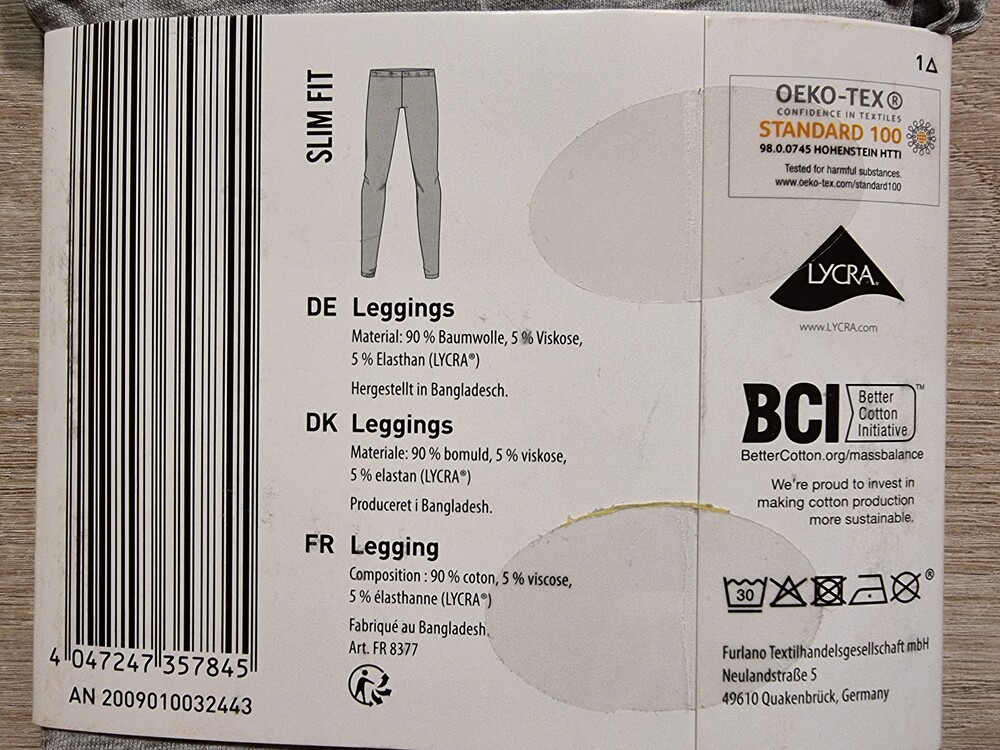 SLIM FIT
DE Leggings
Material: 90 % Baumwolle, 5 % Viskose,
5 % Elasthan (LYCRA®)
Hergestellt in Bangladesch.
DK Leggings
Materiale: 90 % bomuld, 5 % viskose,
5 % elastan (LYCRA®)
Produceret i Bangladesh.
FR Legging
Composition : 90 % coton, 5 % viscose,
5 % élasthanne (LYCRA®)
Fabriqué au Bangladesh.
Art. FR 8377
4 047247 357845
AN 2009010032443
1∆
OEKO-TEX®
CONFIDENCE IN TEXTILES
STANDARD 100
98.0.0745 HOHENSTEIN HTTI
Tested for harmful substances.
www.oeko-tex.com/standard100
LYCRA®
www.LYCRA.com
BCI
Better
Cotton
Initiative
™
BetterCotton.org/massbalance
We're proud to invest in
making cotton production
more sustainable.
30
®
Furlano Textilhandelsgesellschaft mbH
Neulandstraße 5
49610 Quakenbrück, Germany